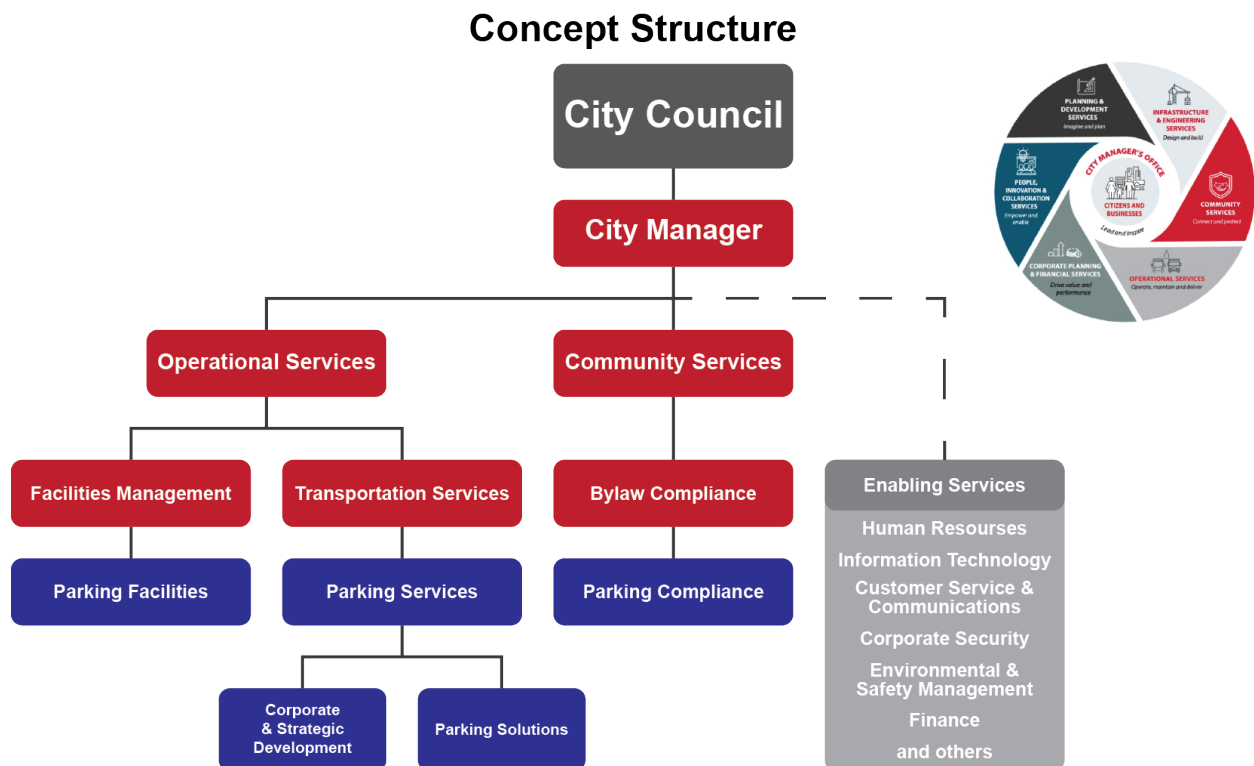 Concept Structure
City Council
City Manager
Operational Services
Community Services
Facilities Management
Transportation Services
Bylaw Compliance
Enabling Services
Parking Facilities
Parking Services
Parking Compliance
Human Resourses
Information Technology
Customer Service &
Communications
Corporate Security
Environmental &
Safety Management
Finance
and others
Corporate
& Strategic
Development
Parking Solutions
PLANNING &
DEVELOPMENT
SERVICES
Imagine and plan
INFRASTRUCTURE
& ENGINEERING
SERVICES
Design and build
COMMUNITY
SERVICES
Connect and protect
OPERATIONAL SERVICES
Operate, maintain and deliver
CORPORATE PLANNING
& FINANCIAL SERVICES
Drive value and
performance
PEOPLE,
INNOVATION &
COLLABORATION
SERVICES
Empower and
enable
CITY MANAGER'S OFFICE
CITIZENS AND
BUSINESSES
Lead and inspire